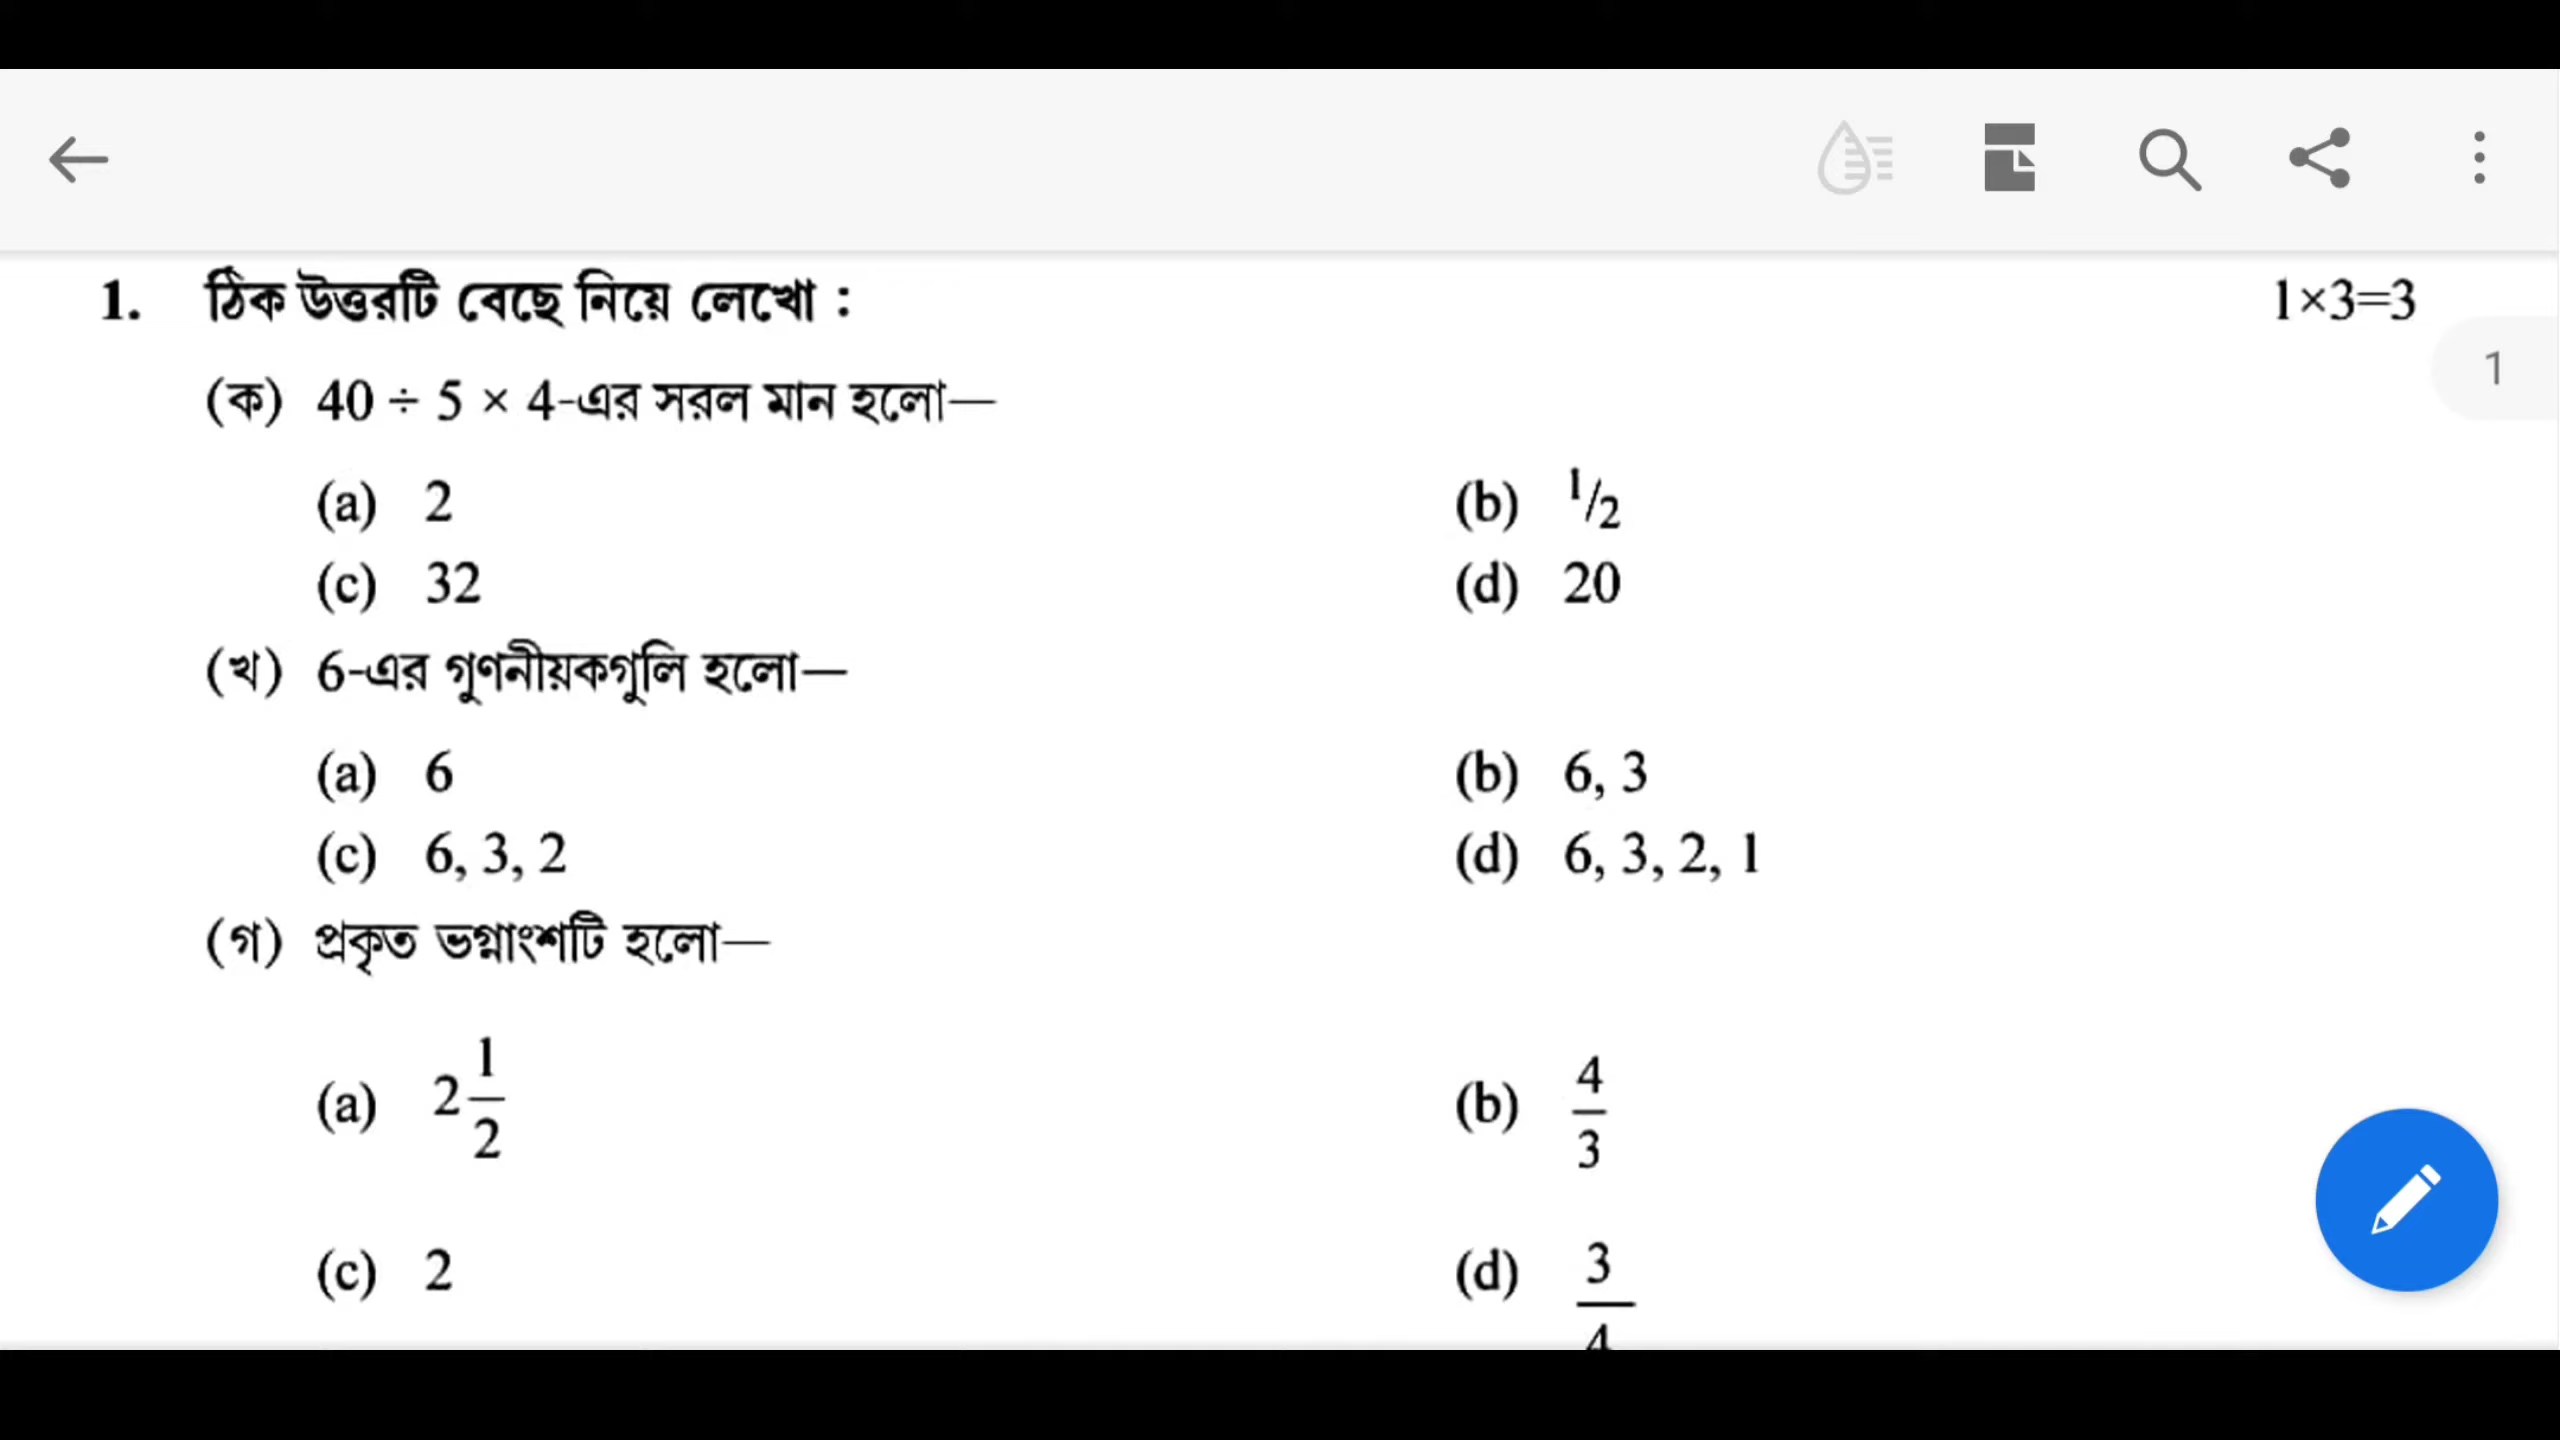 1. ঠিক উত্তরটি বেছে নিয়ে লেখো : 1×3=3
1
(ক) 40 ÷ 5 × 4-এর সরল মান হলো—
(a) 2 (b) 1/2
(c) 32 (d) 20
(খ) 6-এর গুণনীয়কগুলি হলো—
(a) 6 (b) 6, 3
(c) 6, 3, 2 (d) 6, 3, 2, 1
(গ) প্রকৃত ভগ্নাংশটি হলো—
(a) 2 1/2 (b) 4/3
(c) 2 (d) 3/4